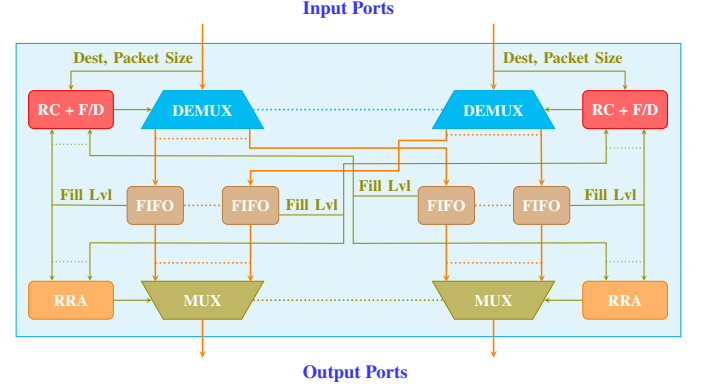 Input Ports
Dest, Packet Size
Dest, Packet Size
RC + F/D
DEMUX
DEMUX
RC + F/D
Fill Lvl
FIFO
FIFO
Fill Lvl
Fill Lvl
FIFO
FIFO
Fill Lvl
RRA
MUX
MUX
RRA
Output Ports